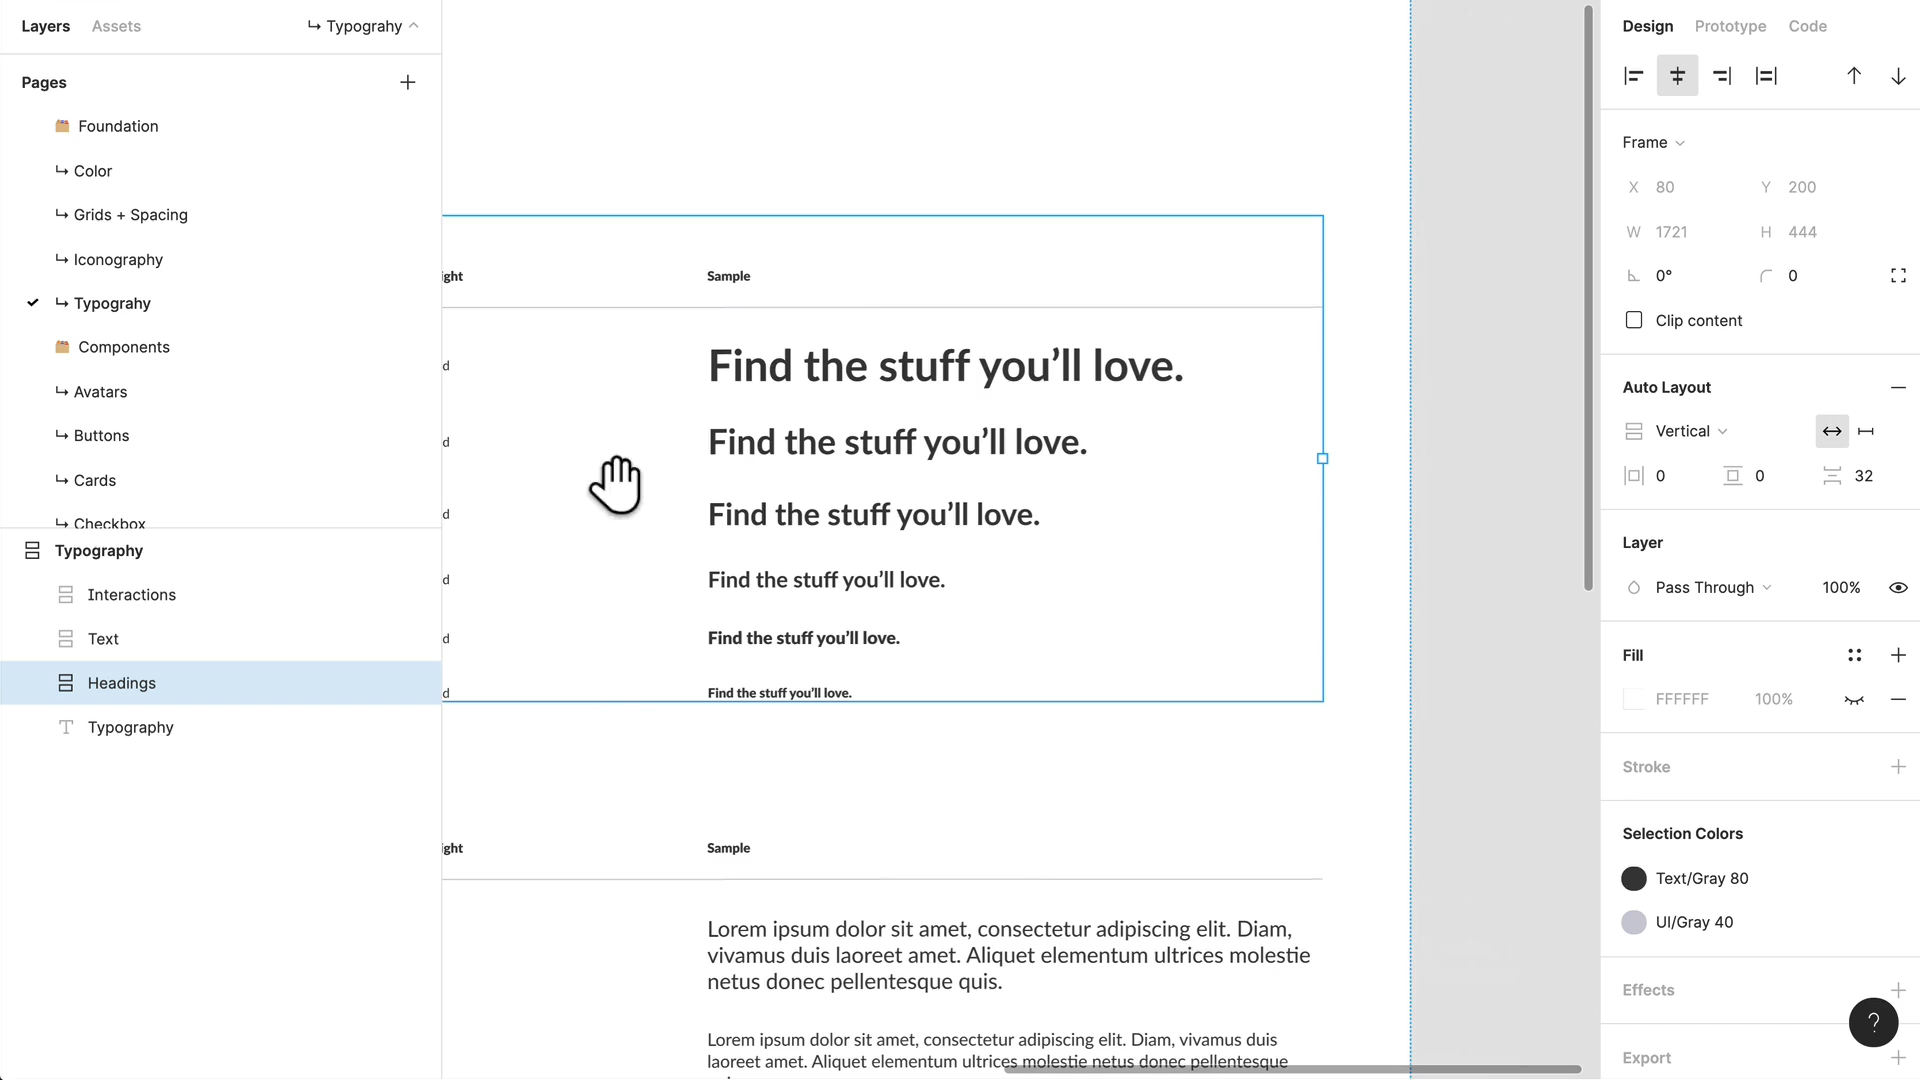 Layers Assets ↳ Typograhy
Pages
Foundation
↳ Color
↳ Grids + Spacing
↳ Iconography
↳ Typograhy
Components
↳ Avatars
↳ Buttons
↳ Cards
↳ Checkbox
Typography
Interactions
Text
Headings
Typography
ight Sample
d Find the stuff you’ll love.
d Find the stuff you’ll love.
d Find the stuff you’ll love.
d Find the stuff you’ll love.
d Find the stuff you’ll love.
d Find the stuff you’ll love.
ight Sample
Lorem ipsum dolor sit amet, consectetur adipiscing elit. Diam,
vivamus duis laoreet amet. Aliquet elementum ultrices molestie
netus donec pellentesque quis.
Lorem ipsum dolor sit amet, consectetur adipiscing elit. Diam, vivamus duis
laoreet amet. Aliquet elementum ultrices molestie netus donec pellentesque
Design Prototype Code
Frame
X 80 Y 200
W 1721 H 444
0° 0
Clip content
Auto Layout
Vertical
0 0 32
Layer
Pass Through 100%
Fill
FFFFFF 100%
Stroke
Selection Colors
Text/Gray 80
UI/Gray 40
Effects
?
Export